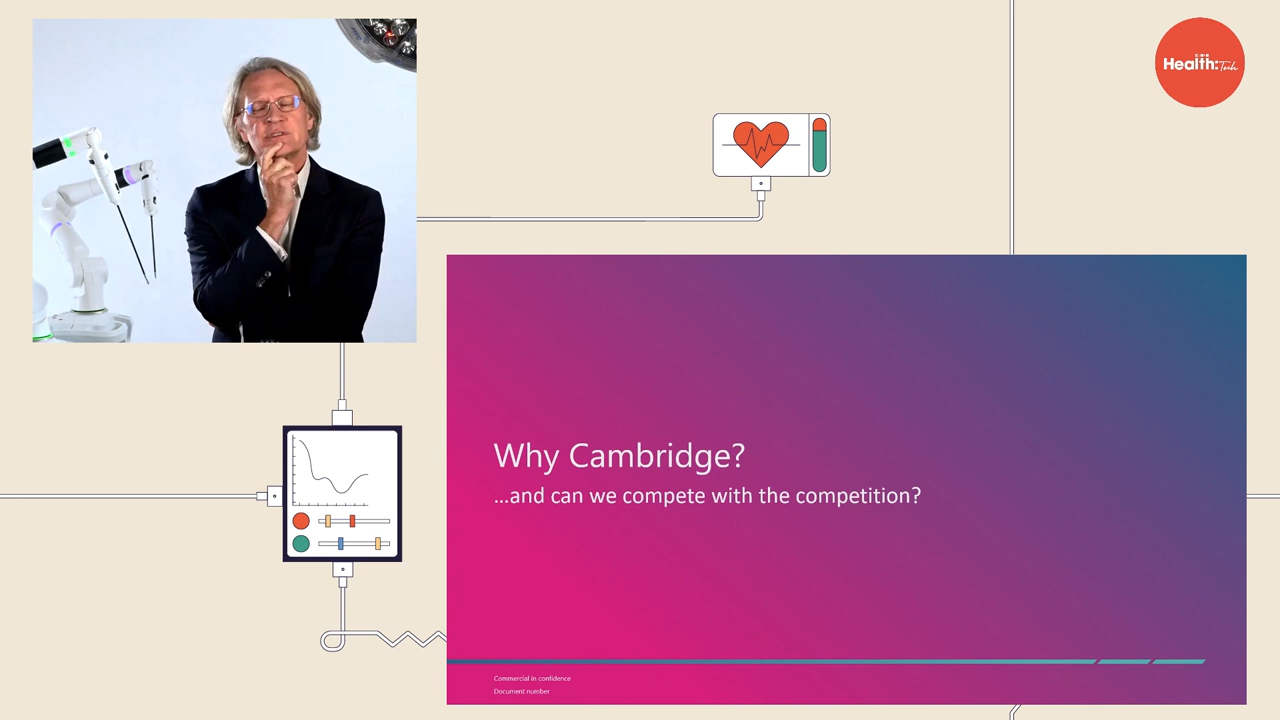 Health:Tech
Why Cambridge?
...and can we compete with the competition?
Commercial in confidence
Document number